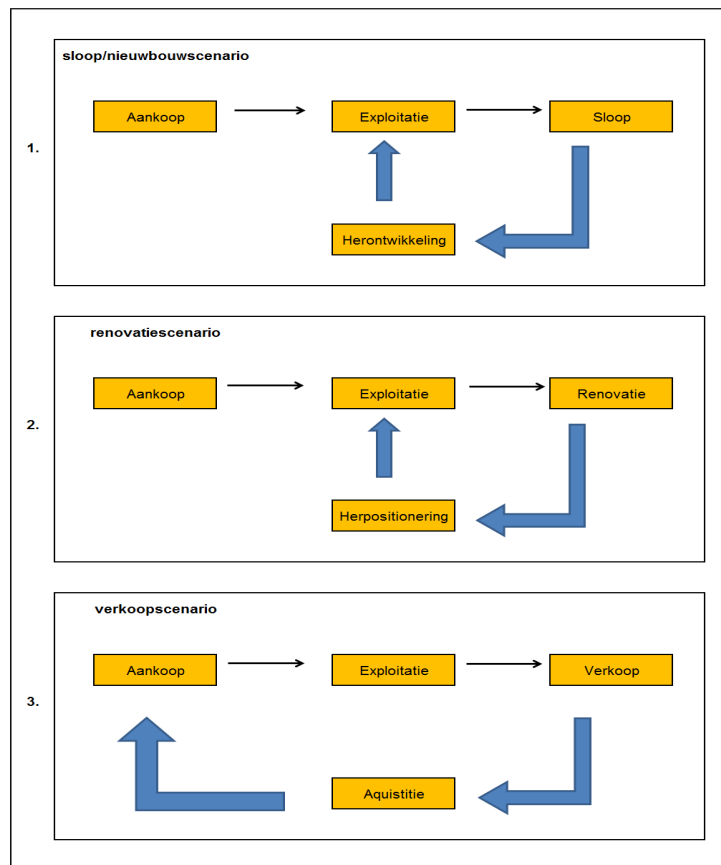 sloop/nieuwbouwscenario
Aankoop
Exploitatie
Sloop
1.
Herontwikkeling
renovatiescenario
Aankoop
Exploitatie
Renovatie
2.
Herpositionering
verkoopscenario
Aankoop
Exploitatie
Verkoop
3.
Aquistitie